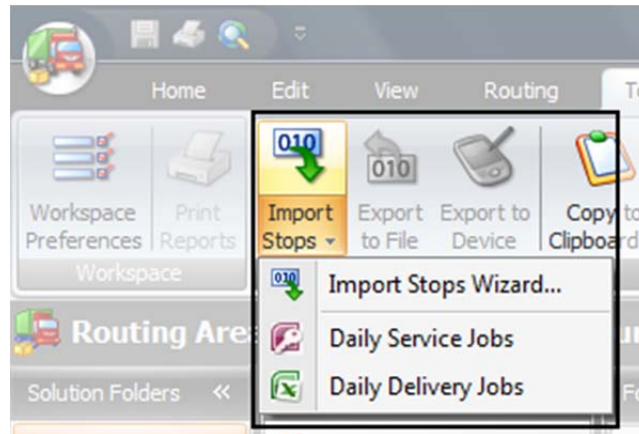 Home Edit View Routing
010
010
Workspace Print Import Export Export to Copy to
Preferences Reports Stops to File Device Clipboard
Workspace
010 Import Stops Wizard...
Routing Are
Daily Service Jobs
Solution Folders << Daily Delivery Jobs